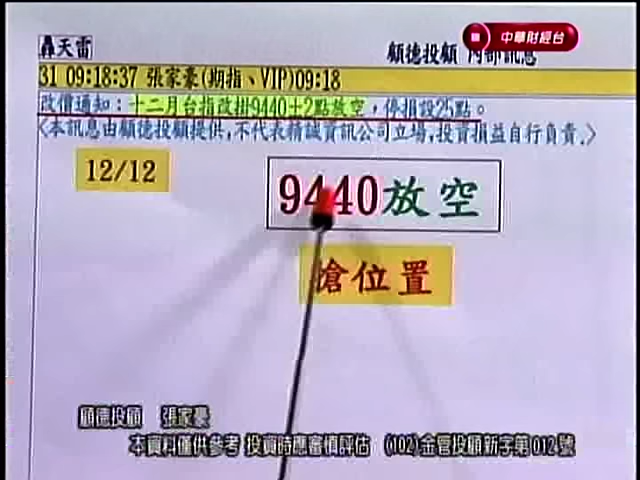 轟天雷
顧德投顧 內部訊息
中華財經台
31 09:18:37 張家豪(期指、VIP)09:18
改價通知：十二月台指改掛9440+2點放空，停損設25點。
〈本訊息由顧德投顧提供,不代表精誠資訊公司立場,投資損益自行負責.〉
12/12
9440放空
搶位置
顧德投顧 張家豪
本資料僅供參考 投資時應審慎評估 (102)金管投顧新字第012號